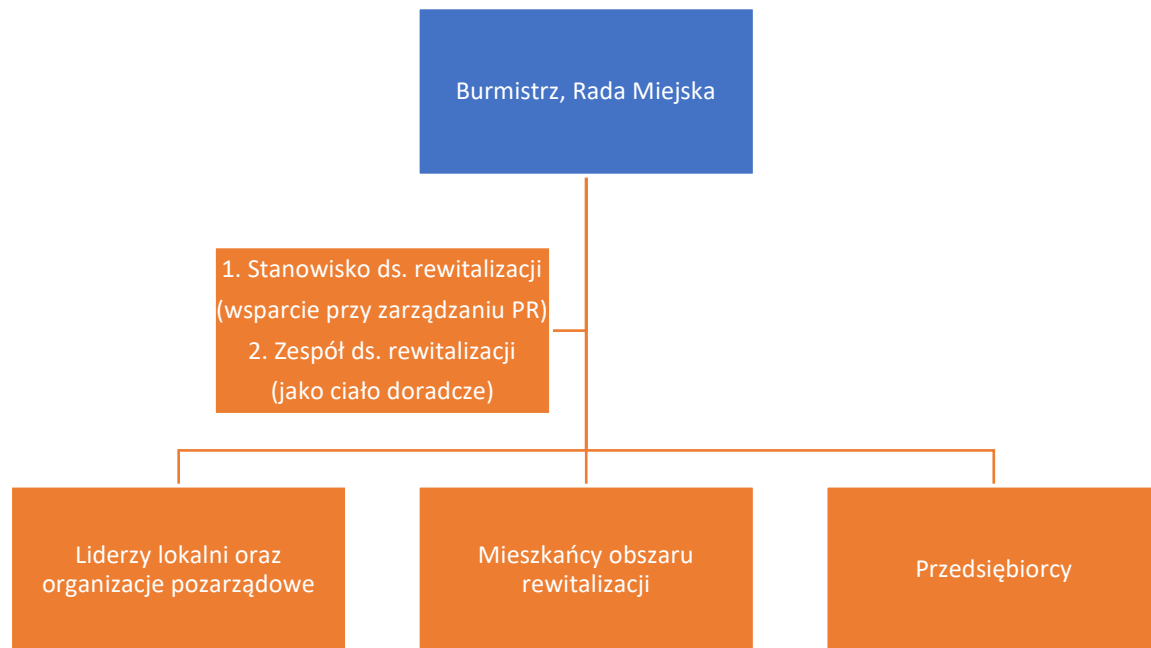 Burmistrz, Rada Miejska
1. Stanowisko ds. rewitalizacji
(wsparcie przy zarządzaniu PR)
2. Zespół ds. rewitalizacji
(jako ciało doradcze)
Liderzy lokalni oraz
organizacje pozarządowe
Mieszkańcy obszaru
rewitalizacji
Przedsiębiorcy